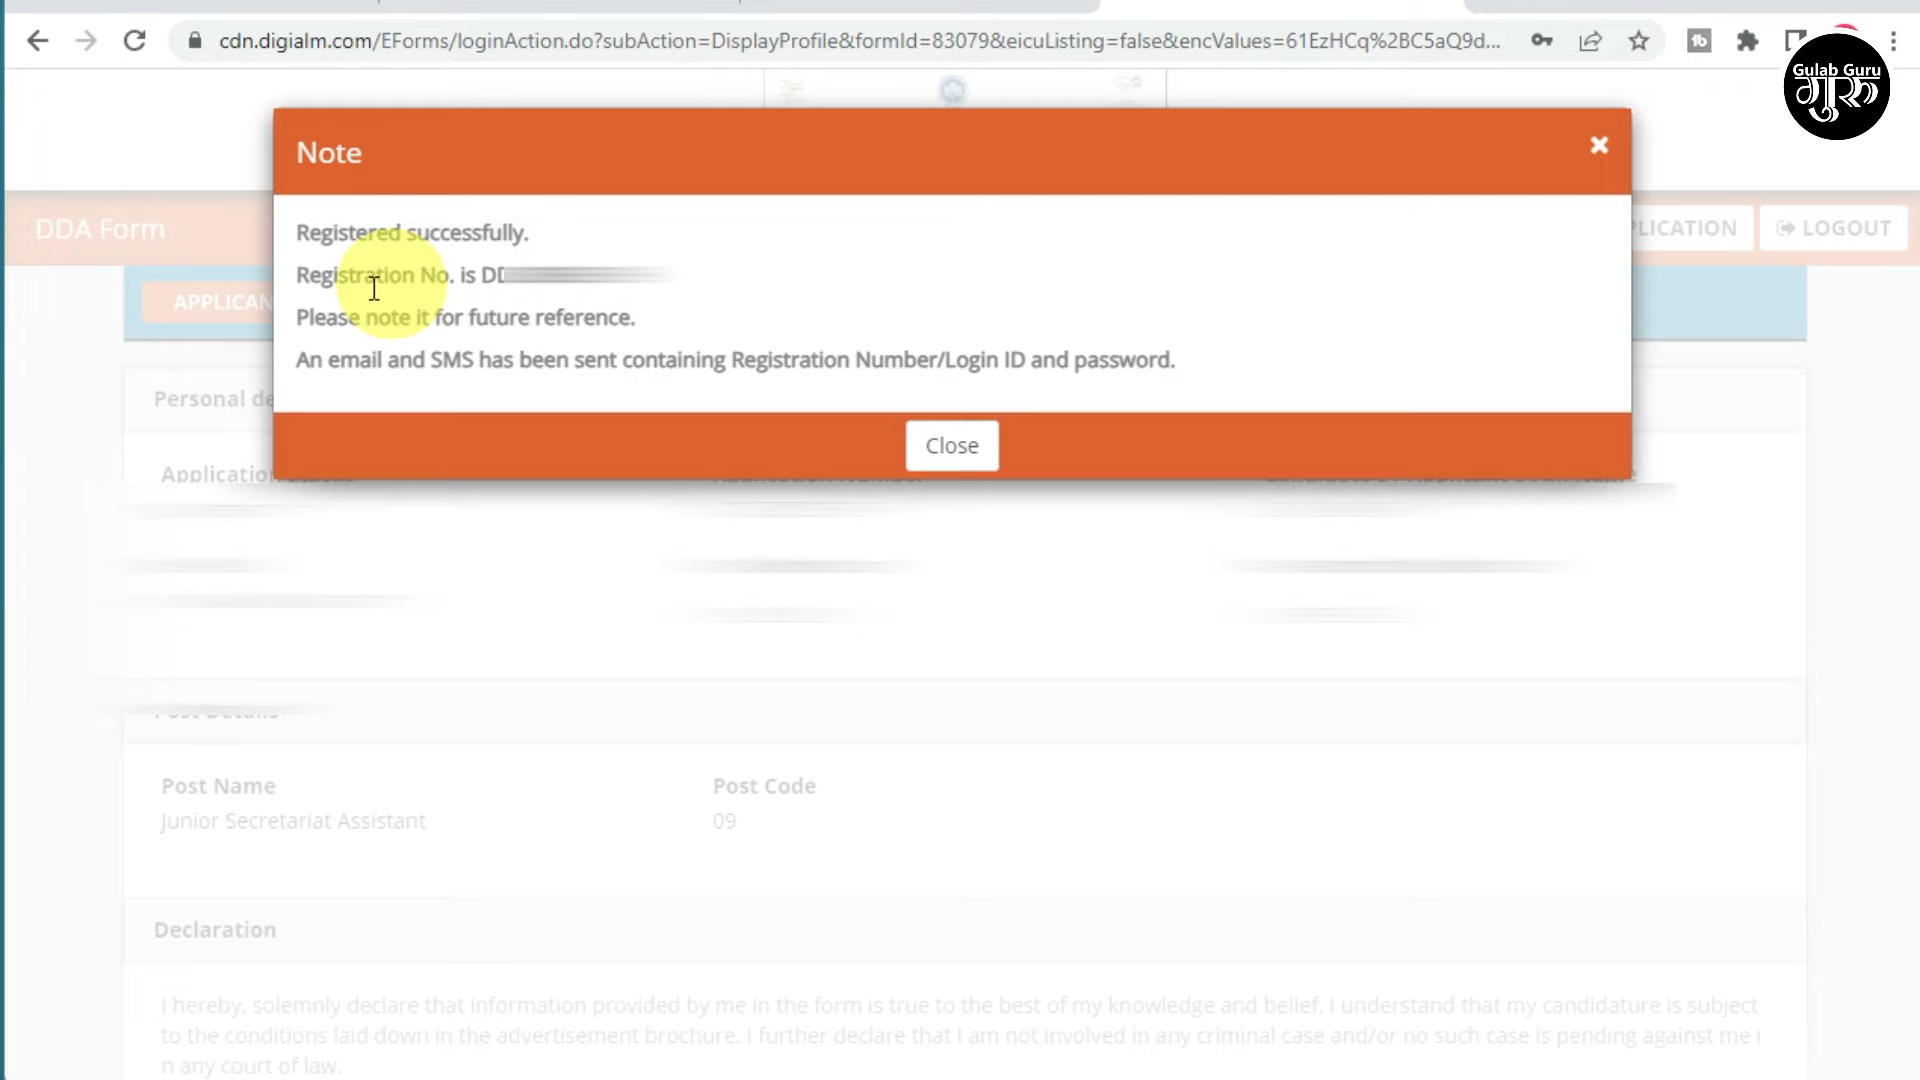 cdn.digialm.com/EForms/loginAction.do?subAction=DisplayProfile&formId=83079&eicuListing=false&encValues=61EzHCq%2BC5aQ9d...
Gulab Guru
गुरु
Note
Registered successfully.
DDA Form
PLICATION
LOGOUT
Registration No. is DD
APPLICAN
Please note it for future reference.
An email and SMS has been sent containing Registration Number/Login ID and password.
Personal de
Close
Application
Post Details
Post Name
Post Code
Junior Secretariat Assistant
09
Declaration
I hereby, solemnly declare that information provided by me in the form is true to the best of my knowledge and belief. I understand that my candidature is subject
to the conditions laid down in the advertisement brochure. I further declare that I am not involved in any criminal case and/or no such case is pending against me i
n any court of law.